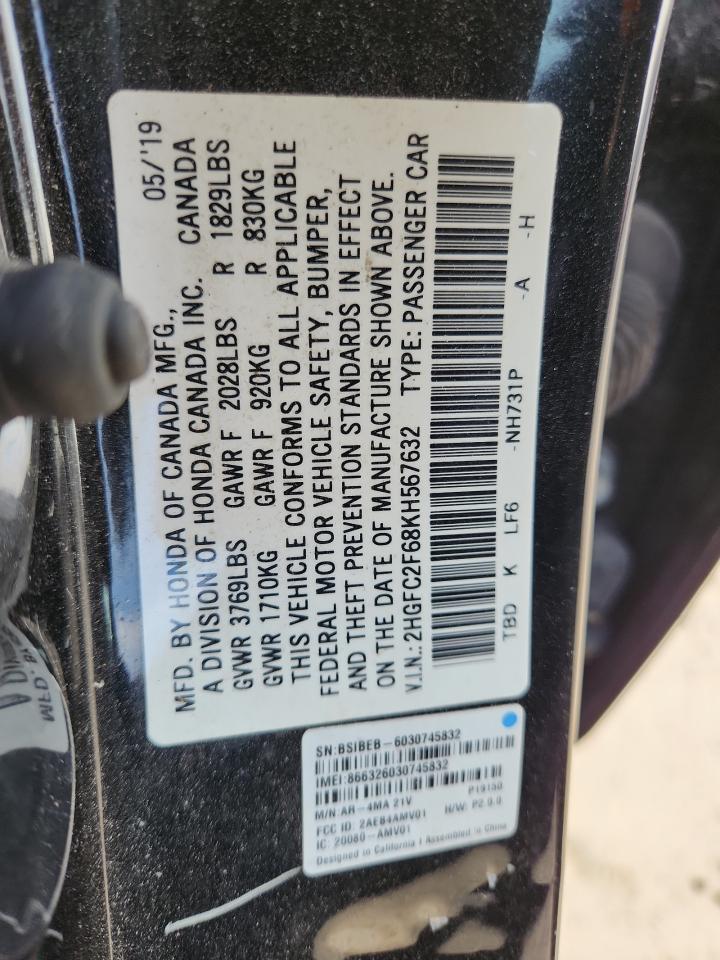 MFD. BY HONDA OF CANADA MFG., 05/'19
A DIVISION OF HONDA CANADA INC. CANADA
GVWR 3769LBS GAWR F 2028LBS R 1829LBS
GVWR 1710KG GAWR F 920KG R 830KG
THIS VEHICLE CONFORMS TO ALL APPLICABLE
FEDERAL MOTOR VEHICLE SAFETY, BUMPER,
AND THEFT PREVENTION STANDARDS IN EFFECT
ON THE DATE OF MANUFACTURE SHOWN ABOVE.
V.I.N.: 2HGFC2F68KH567632 TYPE: PASSENGER CAR
TBD K LF6 -NH731P -A -H
SN:BSIBEB-6030745832
IMEI:866326030745832
P19150
M/N:AR-4MA 21V H/W: P2.0.0
FCC ID: 2AEB4AMV01
IC: 20080-AMV01
Designed in California | Assembled in China